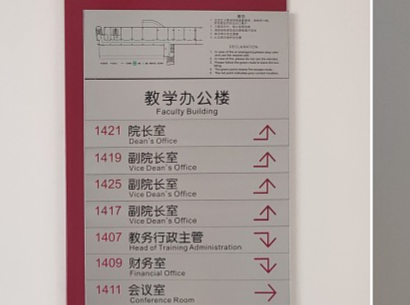 DECLARATION
教学办公楼
Faculty Building
1421 院长室
Dean's Office
1419 副院长室
Vice Dean's Office
1425 副院长室
Vice Dean's Office
1417 副院长室
Vice Dean's Office
1407 教务行政主管
Head of Training Administration
1409 财务室
Financial Office
1411 会议室
Conference Room